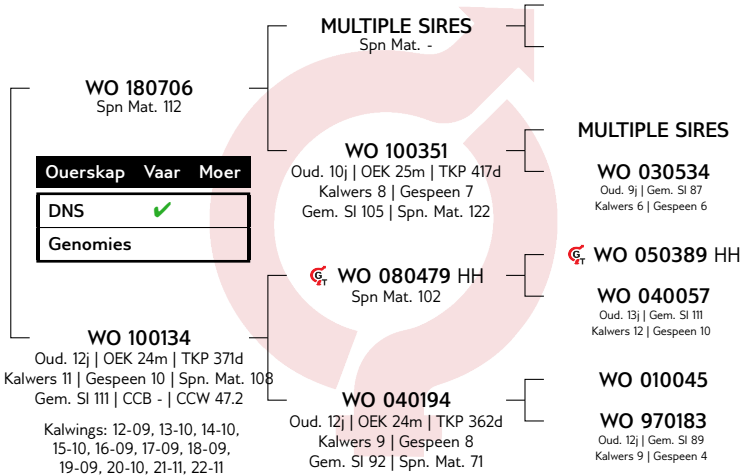 MULTIPLE SIRES
Spn Mat. -
WO 180706
Spn Mat. 112
WO 100351
Oud. 10j | OEK 25m | TKP 417d
Kalwers 8 | Gespeen 7
Gem. SI 105 | Spn. Mat. 122
MULTIPLE SIRES
WO 030534
Oud. 9j | Gem. SI 87
Kalwers 6 | Gespeen 6
Ouerskap Vaar Moer
DNS ✔
Genomies
GT WO 080479 HH
Spn Mat. 102
GT WO 050389 HH
WO 040057
Oud. 13j | Gem. SI 111
Kalwers 12 | Gespeen 10
WO 100134
Oud. 12j | OEK 24m | TKP 371d
Kalwers 11 | Gespeen 10 | Spn. Mat. 108
Gem. SI 111 | CCB - | CCW 47.2
Kalwings: 12-09, 13-10, 14-10,
15-10, 16-09, 17-09, 18-09,
19-09, 20-10, 21-11, 22-11
WO 040194
Oud. 12j | OEK 24m | TKP 362d
Kalwers 9 | Gespeen 8
Gem. SI 92 | Spn. Mat. 71
WO 010045
WO 970183
Oud. 12j | Gem. SI 89
Kalwers 9 | Gespeen 4